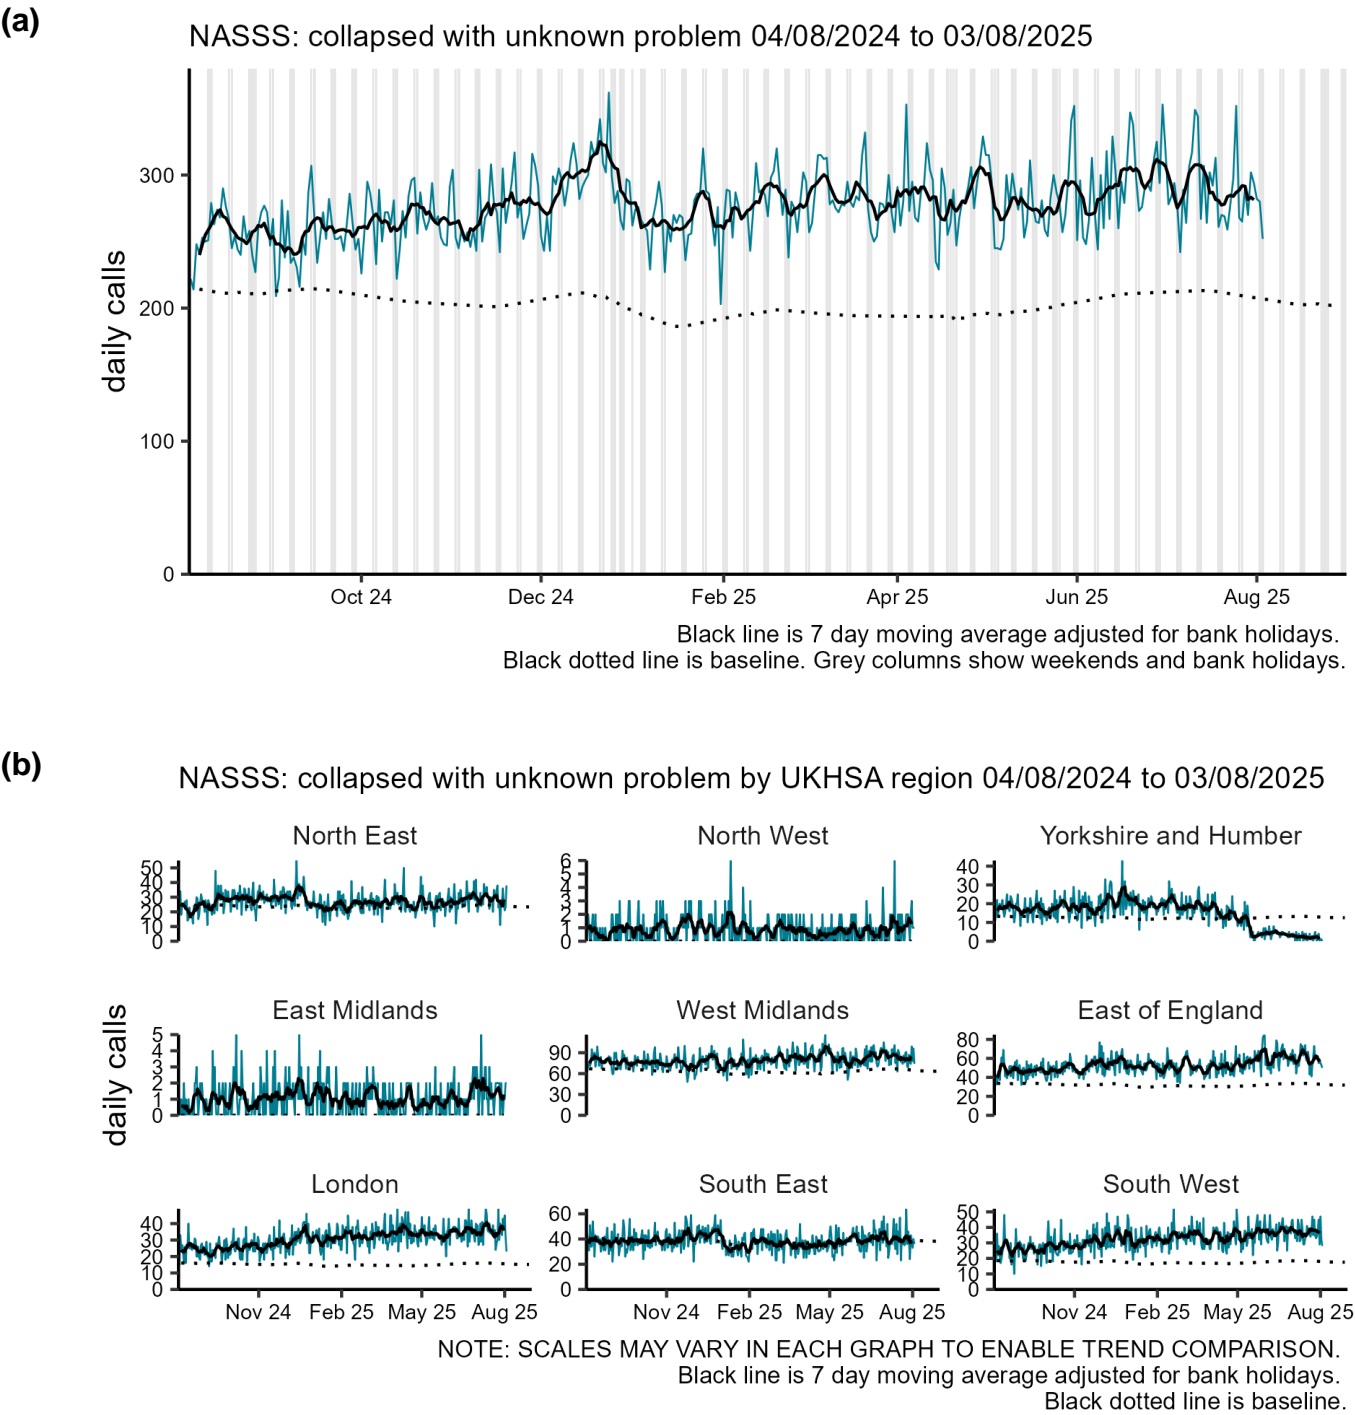 (a)
NASSS: collapsed with unknown problem 04/08/2024 to 03/08/2025
daily calls
300
200
100
0
Oct 24 Dec 24 Feb 25 Apr 25 Jun 25 Aug 25
Black line is 7 day moving average adjusted for bank holidays.
Black dotted line is baseline. Grey columns show weekends and bank holidays.
(b)
NASSS: collapsed with unknown problem by UKHSA region 04/08/2024 to 03/08/2025
daily calls
North East
50
40
30
20
10
0
North West
6
5
4
3
2
1
0
Yorkshire and Humber
40
30
20
10
0
East Midlands
5
4
3
2
1
0
West Midlands
90
60
30
0
East of England
80
60
40
20
0
London
40
30
20
10
0
South East
60
40
20
0
South West
50
40
30
20
10
0
Nov 24 Feb 25 May 25 Aug 25 Nov 24 Feb 25 May 25 Aug 25 Nov 24 Feb 25 May 25 Aug 25
NOTE: SCALES MAY VARY IN EACH GRAPH TO ENABLE TREND COMPARISON.
Black line is 7 day moving average adjusted for bank holidays.
Black dotted line is baseline.